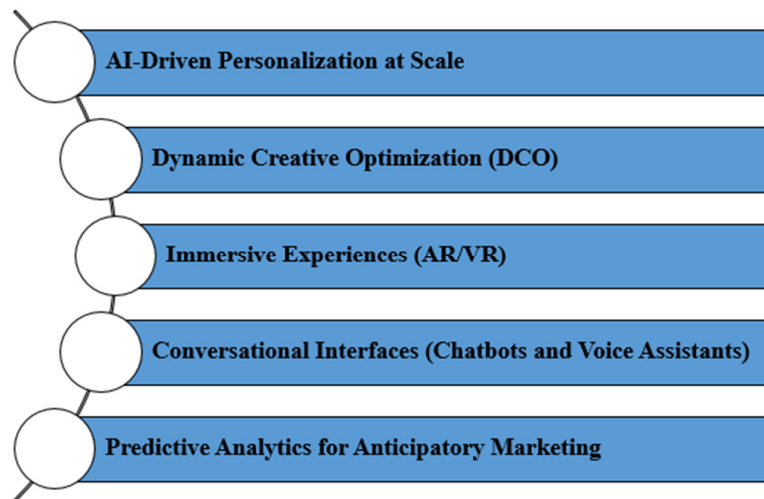 AI-Driven Personalization at Scale
Dynamic Creative Optimization (DCO)
Immersive Experiences (AR/VR)
Conversational Interfaces (Chatbots and Voice Assistants)
Predictive Analytics for Anticipatory Marketing